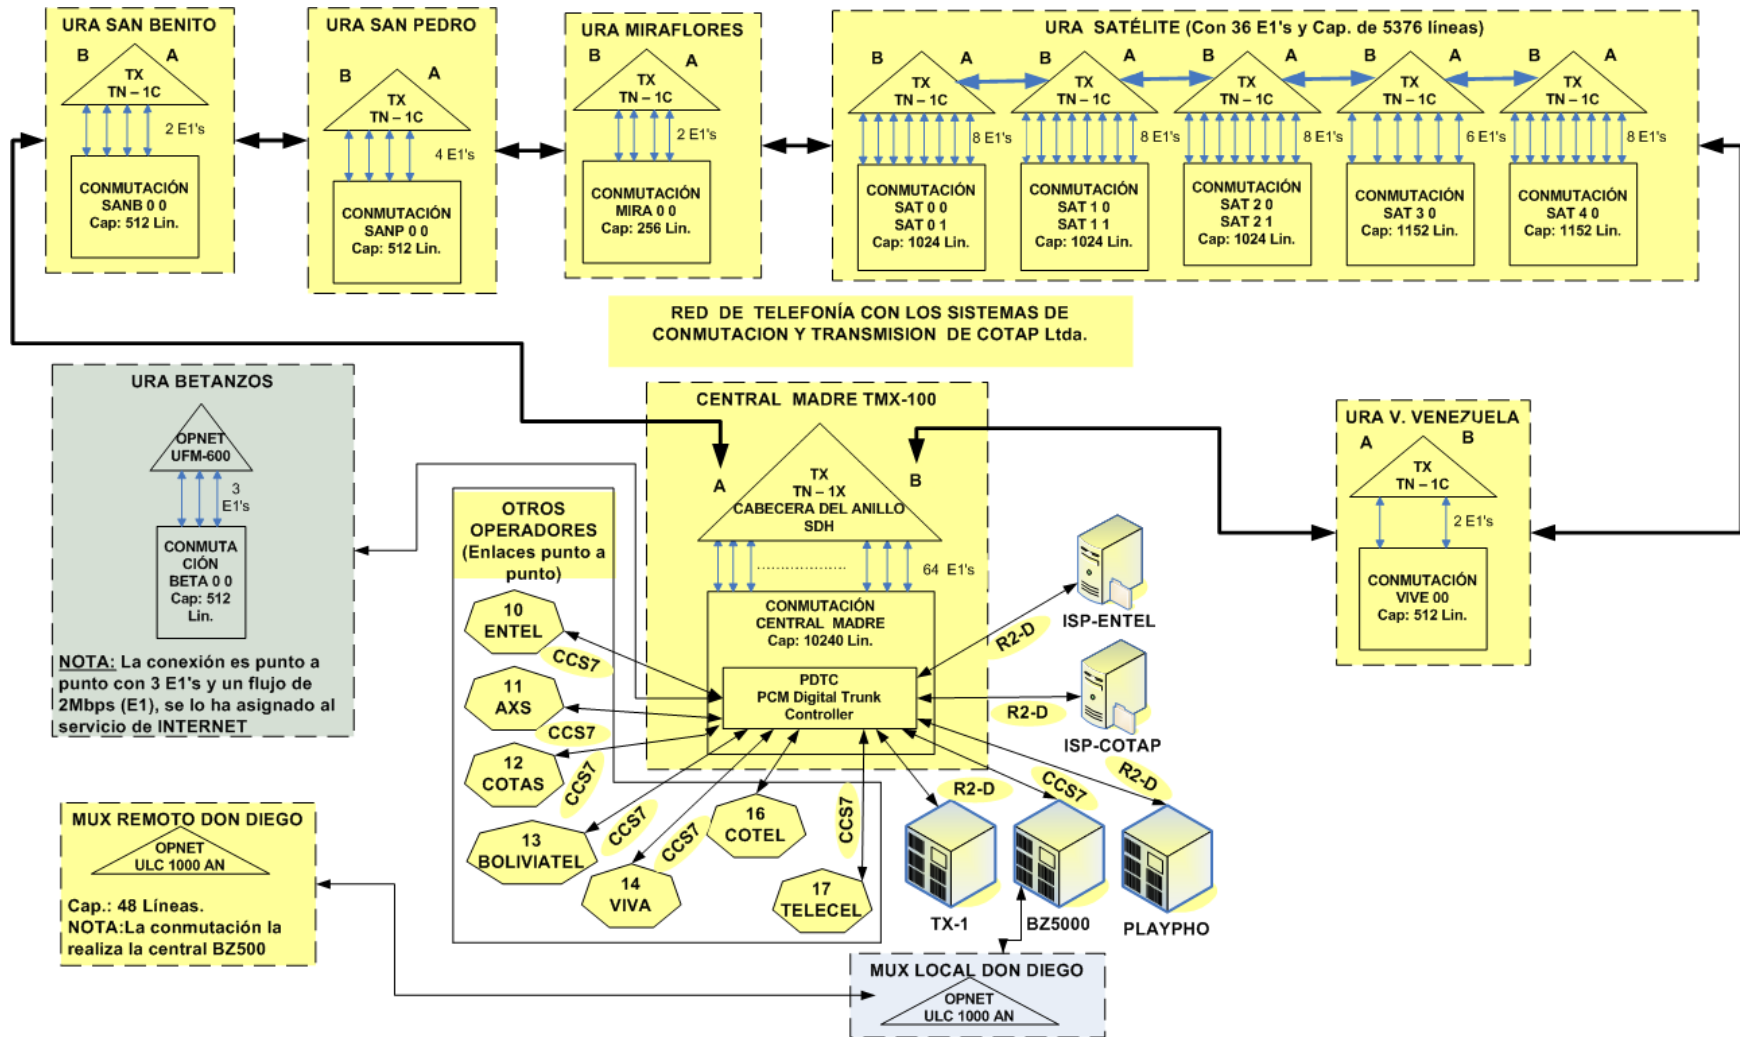 URA SAN BENITO
B A
TX
TN – 1C
2 E1's
CONMUTACIÓN
SANB 0 0
Cap: 512 Lin.
URA SAN PEDRO
B A
TX
TN – 1C
4 E1's
CONMUTACIÓN
SANP 0 0
Cap: 512 Lin.
URA MIRAFLORES
B A
TX
TN – 1C
2 E1's
CONMUTACIÓN
MIRA 0 0
Cap: 256 Lin.
URA SATÉLITE (Con 36 E1's y Cap. de 5376 líneas)
B A
TX
TN – 1C
8 E1's
CONMUTACIÓN
SAT 0 0
SAT 0 1
Cap: 1024 Lin.
B A
TX
TN – 1C
8 E1's
CONMUTACIÓN
SAT 1 0
SAT 1 1
Cap: 1024 Lin.
B A
TX
TN – 1C
8 E1's
CONMUTACIÓN
SAT 2 0
SAT 2 1
Cap: 1024 Lin.
B A
TX
TN – 1C
6 E1's
CONMUTACIÓN
SAT 3 0
Cap: 1152 Lin.
B A
TX
TN – 1C
8 E1's
CONMUTACIÓN
SAT 4 0
Cap: 1152 Lin.
RED DE TELEFONÍA CON LOS SISTEMAS DE
CONMUTACION Y TRANSMISION DE COTAP Ltda.
URA BETANZOS
OPNET
UFM-600
3
E1's
CONMUTA
CIÓN
BETA 0 0
Cap: 512
Lin.
NOTA: La conexión es punto a
punto con 3 E1's y un flujo de
2Mbps (E1), se lo ha asignado al
servicio de INTERNET
CENTRAL MADRE TMX-100
A B
TX
TN – 1X
CABECERA DEL ANILLO
SDH
64 E1's
CONMUTACIÓN
CENTRAL MADRE
Cap: 10240 Lin.
PDTC
PCM Digital Trunk
Controller
URA V. VENEZUELA
A B
TX
TN – 1C
2 E1's
CONMUTACIÓN
VIVE 00
Cap: 512 Lin.
OTROS
OPERADORES
(Enlaces punto a
punto)
10
ENTEL
CCS7
11
AXS
CCS7
12
COTAS
CCS7
13
BOLIVIATEL
CCS7
14
VIVA
CCS7
16
COTEL
17
TELECEL
CCS7
R2-D
ISP-ENTEL
R2-D
ISP-COTAP
R2-D
TX-1
CCS7
BZ5000
R2-D
PLAYPHO
MUX REMOTO DON DIEGO
OPNET
ULC 1000 AN
Cap.: 48 Líneas.
NOTA:La conmutación la
realiza la central BZ500
MUX LOCAL DON DIEGO
OPNET
ULC 1000 AN